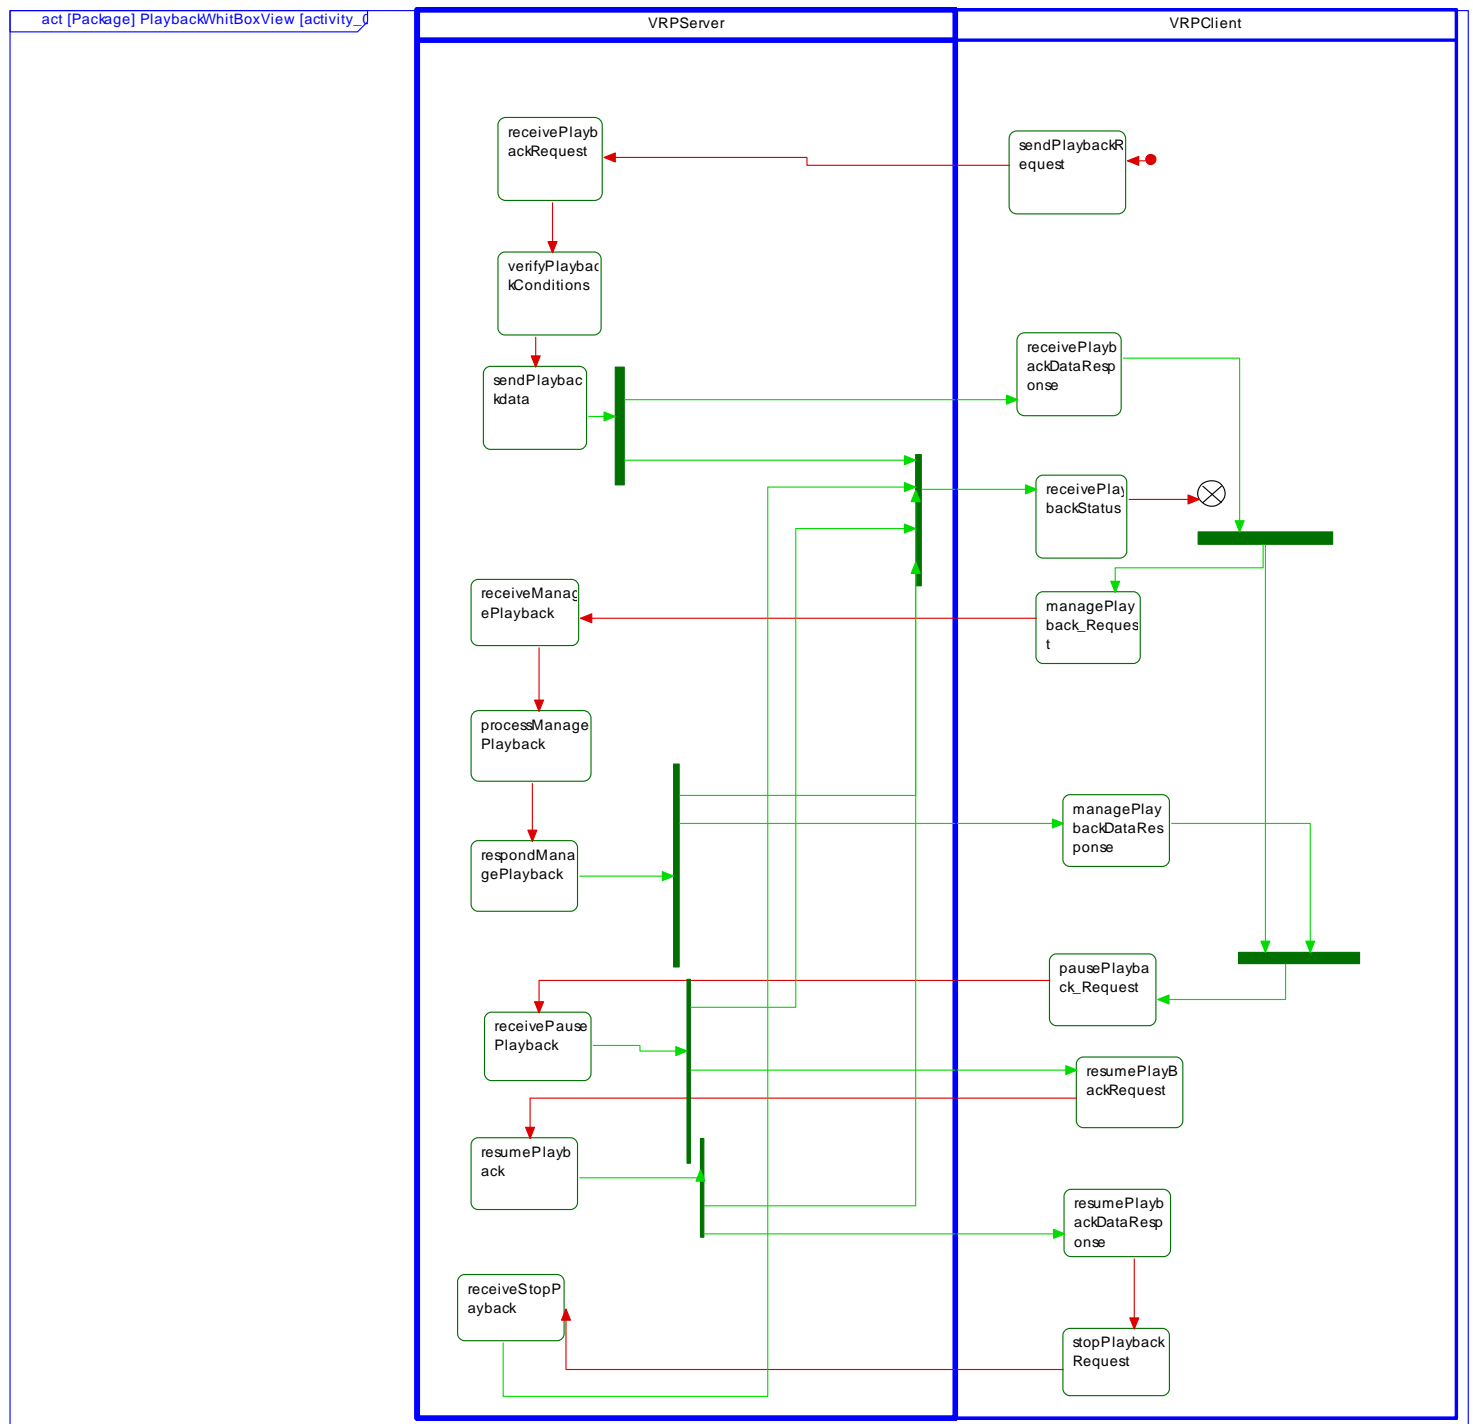 act [Package] PlaybackWhitBoxView [activity_0
VRPServer
VRPClient
receivePlayb
ackRequest
sendPlaybackR
equest
verifyPlaybac
kConditions
receivePlayb
ackDataResp
onse
sendPlaybac
kdata
receivePlay
backStatus
receiveManag
ePlayback
managePlay
back_Reques
t
processManage
Playback
managePlay
backDataRes
ponse
respondMana
gePlayback
pausePlayba
ck_Request
receivePause
Playback
resumePlayB
ackRequest
resumePlayb
ack
resumePlayb
ackDataResp
onse
receiveStopP
ayback
stopPlayback
Request